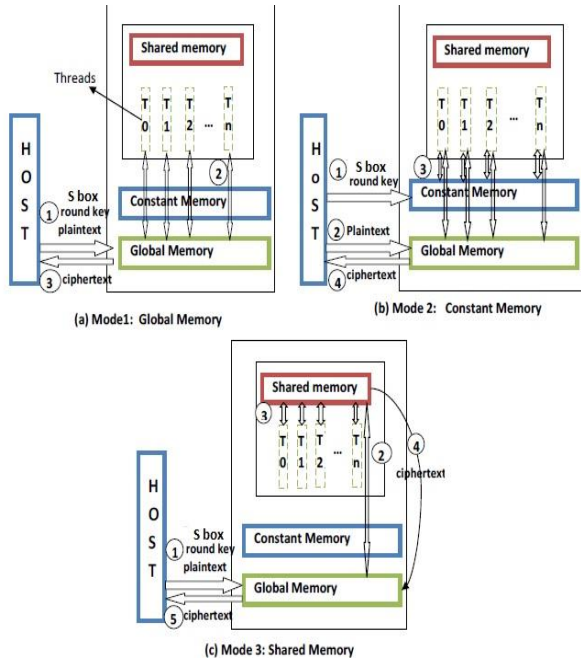 Shared memory
Threads
T 0 T 1 T 2 ... T n
2
H O S T
1 S box
round key
plaintext
Constant Memory
Global Memory
3 ciphertext
(a) Mode1: Global Memory
Shared memory
T 0 T 1 T 2 ... T n
H O S T
1 S box
round key
3
Constant Memory
2 Plaintext
Global Memory
4 ciphertext
(b) Mode 2: Constant Memory
Shared memory
3
T 0 T 1 T 2 ... T n
2
4
ciphertext
H O S T
S box
1 round key
plaintext
Constant Memory
Global Memory
5 ciphertext
(c) Mode 3: Shared Memory